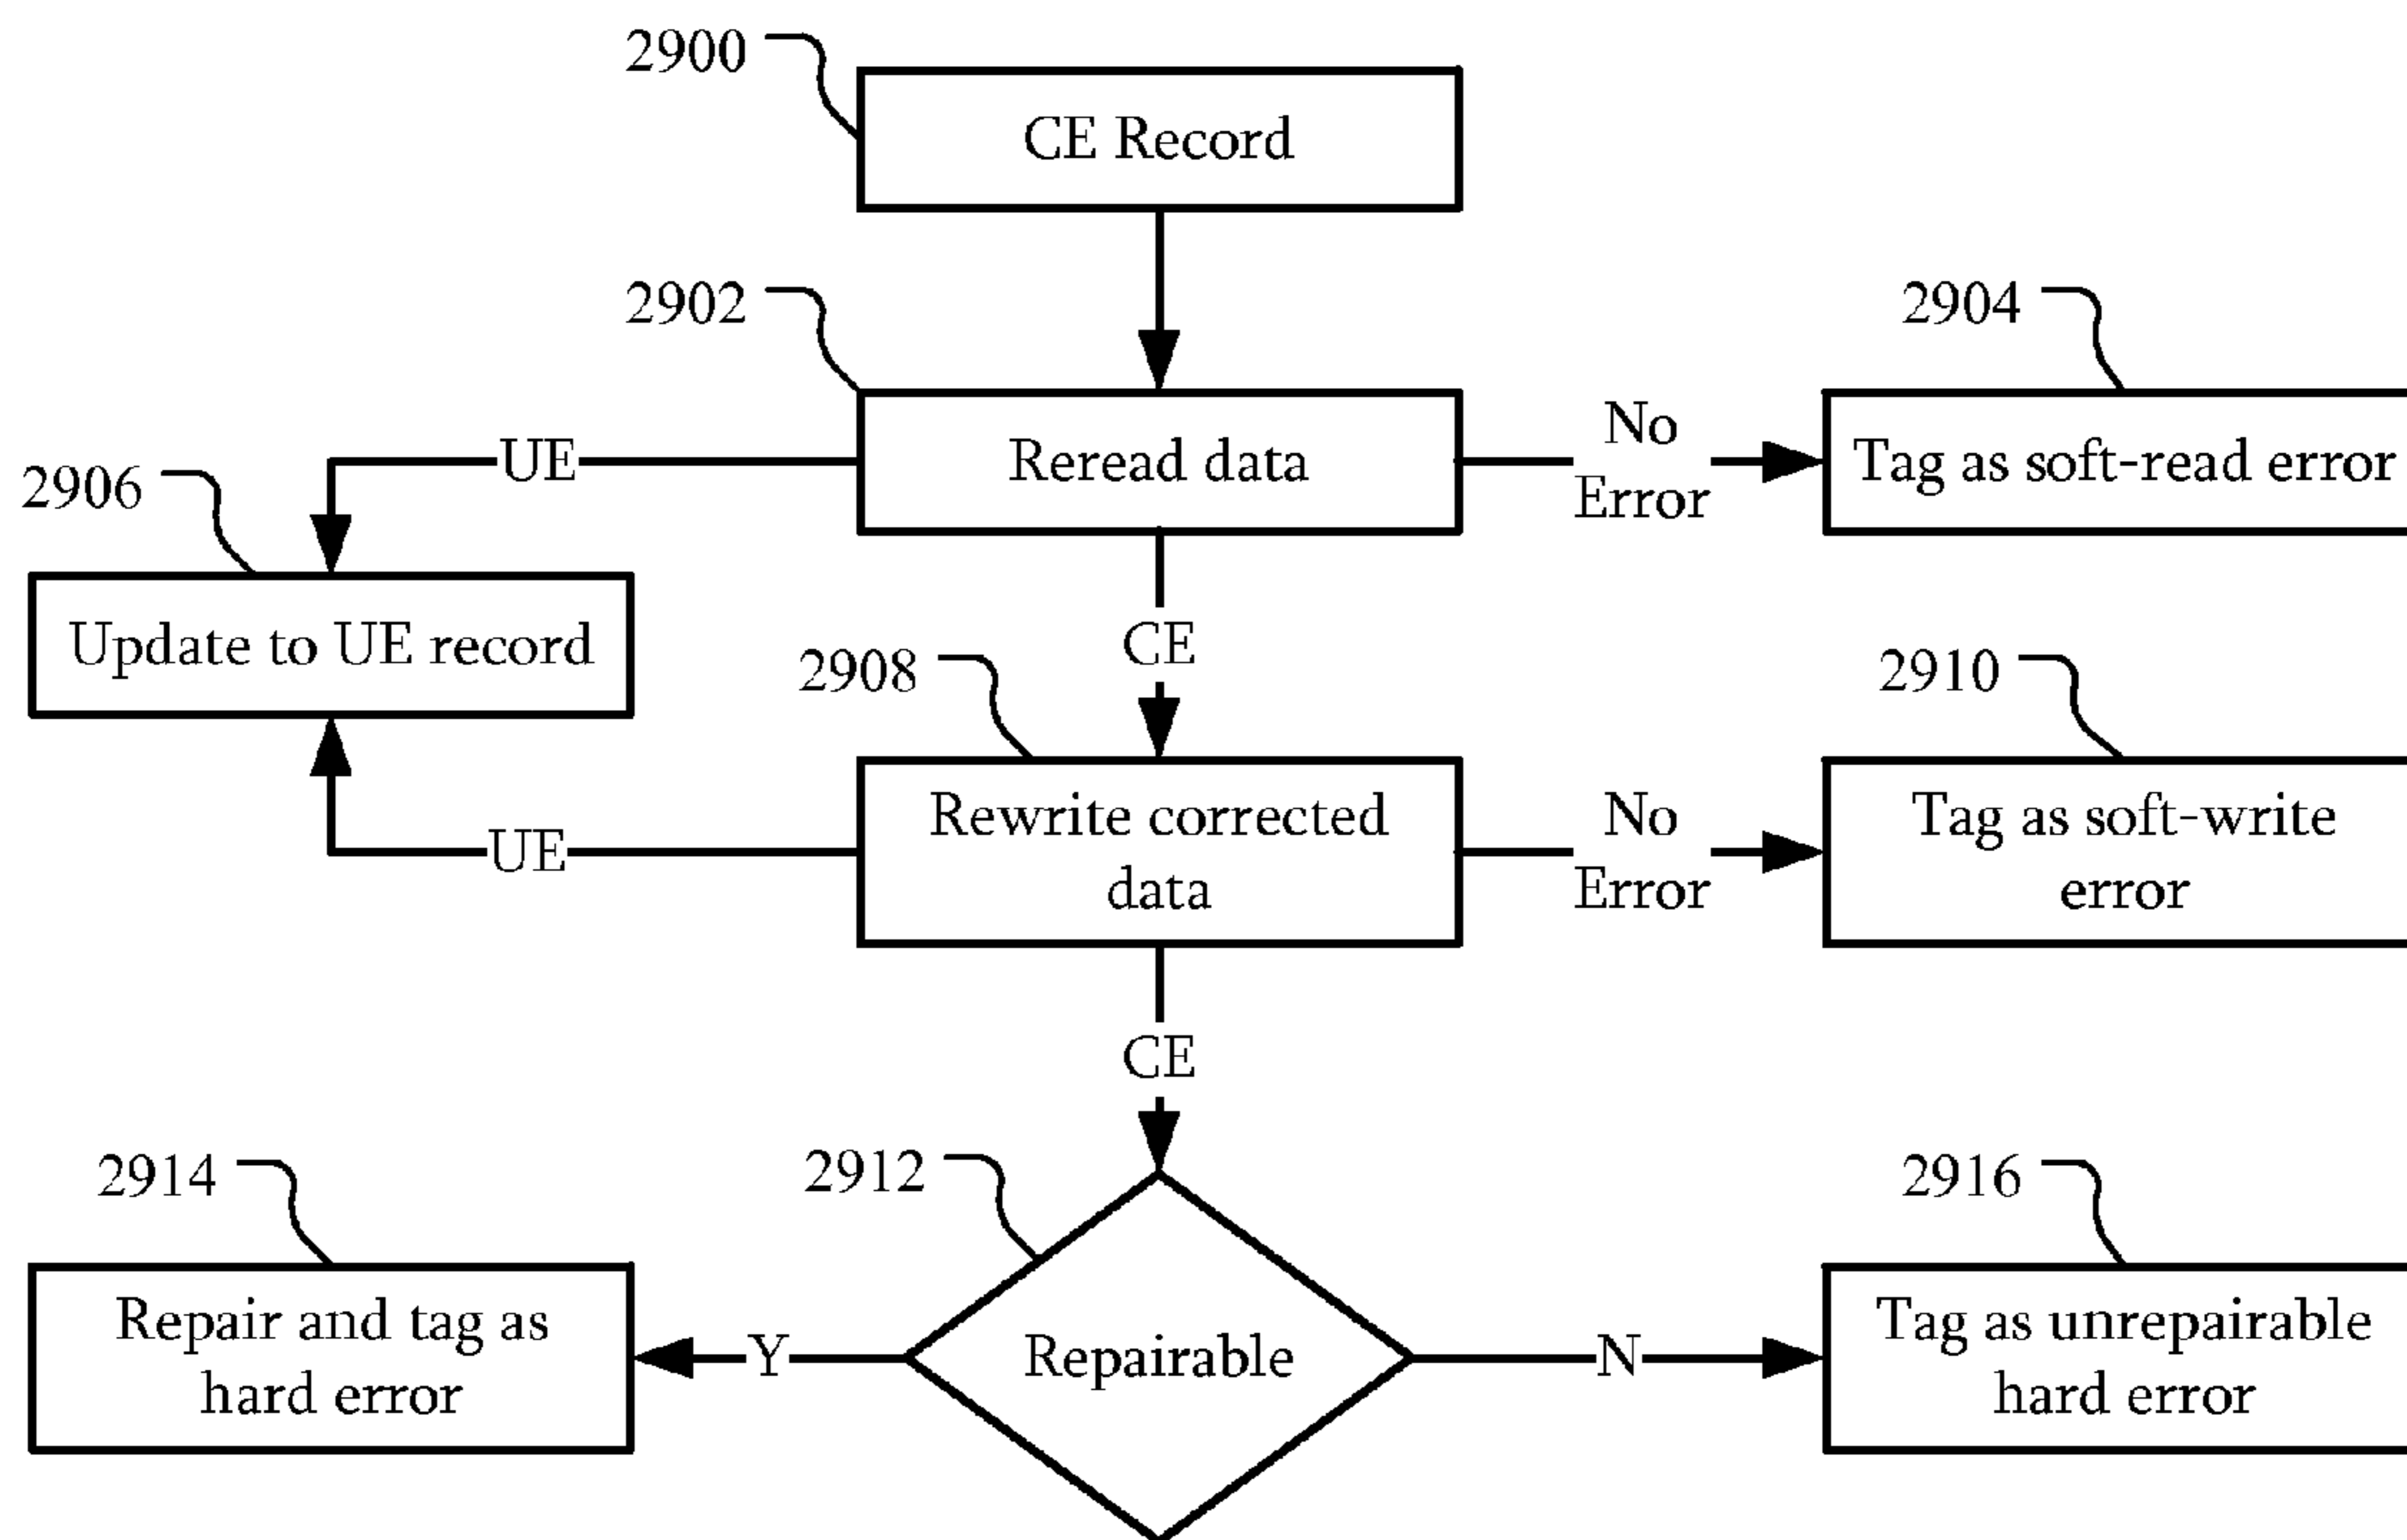 2900
CE Record
2902
2904
Reread data
No
Error
Tag as soft-read error
UE
2906
Update to UE record
CE
2908
2910
Rewrite corrected
data
No
Error
Tag as soft-write
error
UE
CE
2914
2912
2916
Repair and tag as
hard error
Y
Repairable
N
Tag as unrepairable
hard error